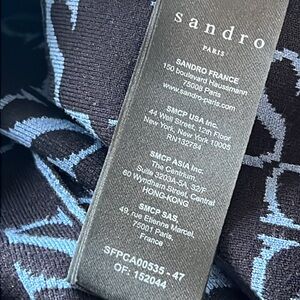 sandro
PARIS
SANDRO FRANCE
150 boulevard Haussmann
75008 Paris
www.sandro-paris.com
SMCP USA Inc.
44 Wall Street, 12th Floor
New York, New York 10005
RN132784
SMCP ASIA Inc.
The Centrium,
Suite 3203A-5A, 32/F
60 Wyndham Street, Central
HONG-KONG
SMCP SAS,
49, rue Etienne Marcel,
75001 Paris,
France
SFPCA00535 - 47
OF: 152044